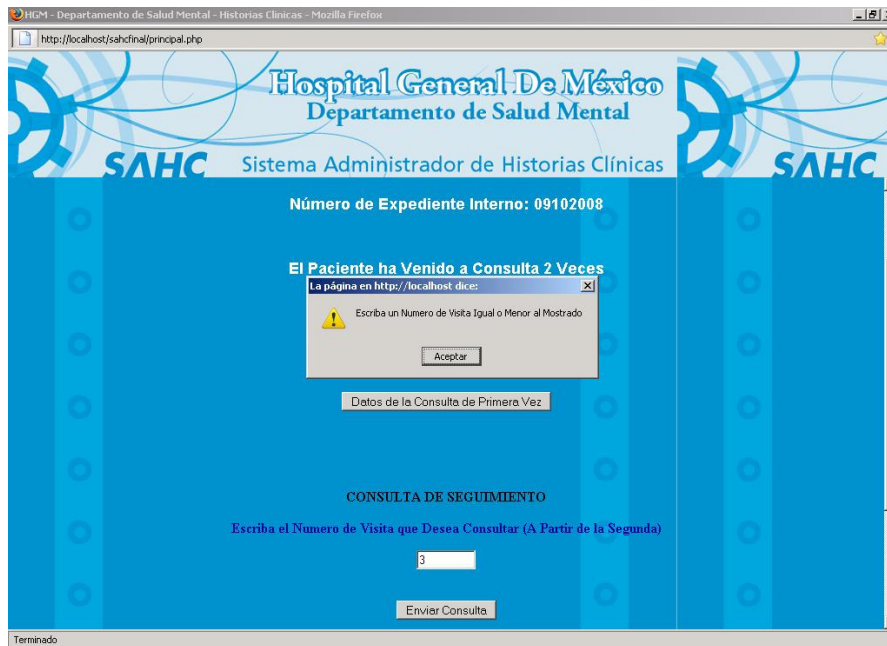 HGM - Departamento de Salud Mental - Historias Clinicas - Mozilla Firefox
http://localhost/sahcfinal/principal.php
Hospital General De México
Departamento de Salud Mental
SAHC
Sistema Administrador de Historias Clínicas
SAHC
Número de Expediente Interno: 09102008
El Paciente ha Venido a Consulta 2 Veces
La página en http://localhost dice:
Escriba un Numero de Visita Igual o Menor al Mostrado
Aceptar
Datos de la Consulta de Primera Vez
CONSULTA DE SEGUIMIENTO
Escriba el Numero de Visita que Desea Consultar (A Partir de la Segunda)
3
Enviar Consulta
Terminado